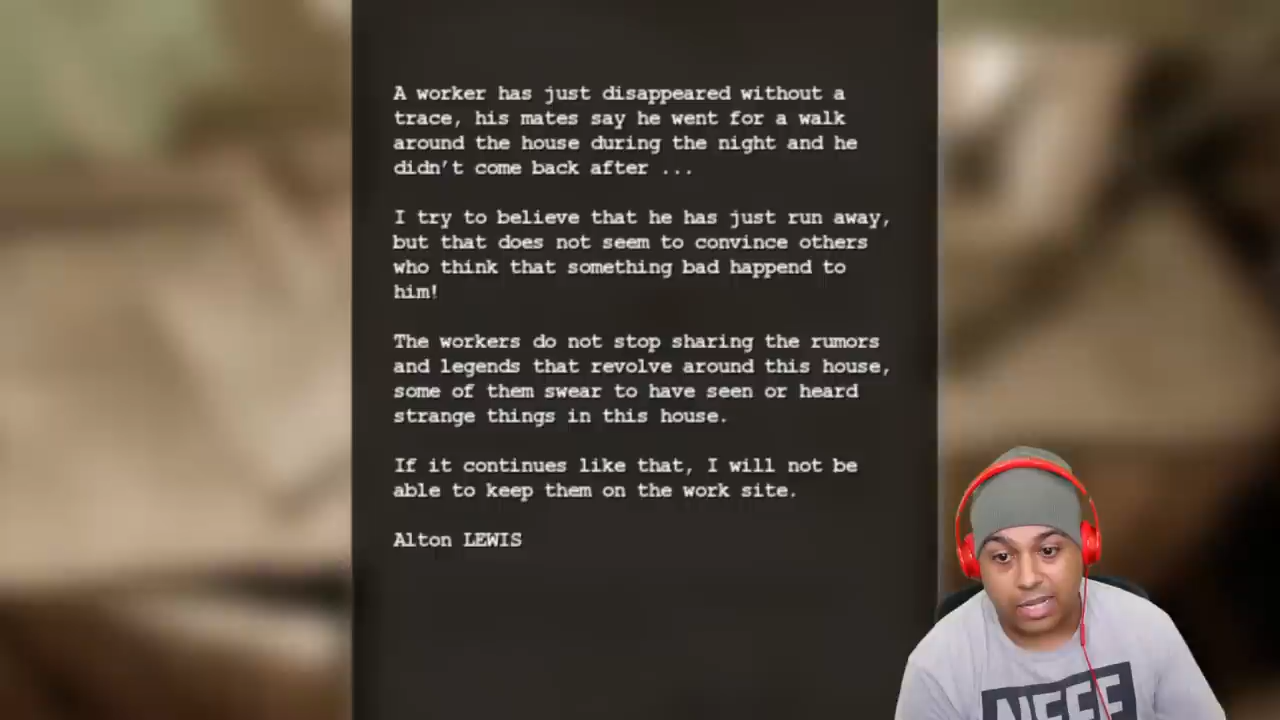 A worker has just disappeared without a
trace, his mates say he went for a walk
around the house during the night and he
didn't come back after ...
I try to believe that he has just run away,
but that does not seem to convince others
who think that something bad happend to
him!
The workers do not stop sharing the rumors
and legends that revolve around this house,
some of them swear to have seen or heard
strange things in this house.
If it continues like that, I will not be
able to keep them on the work site.
Alton LEWIS